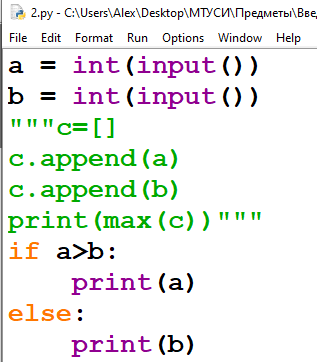 2.py - C:\Users\Alex\Desktop\МТУСИ\Предметы\Вве
File Edit Format Run Options Window Help
a = int(input())
b = int(input())
"""c=[]
c.append(a)
c.append(b)
print(max(c))"""
if a>b:
    print(a)
else:
    print(b)